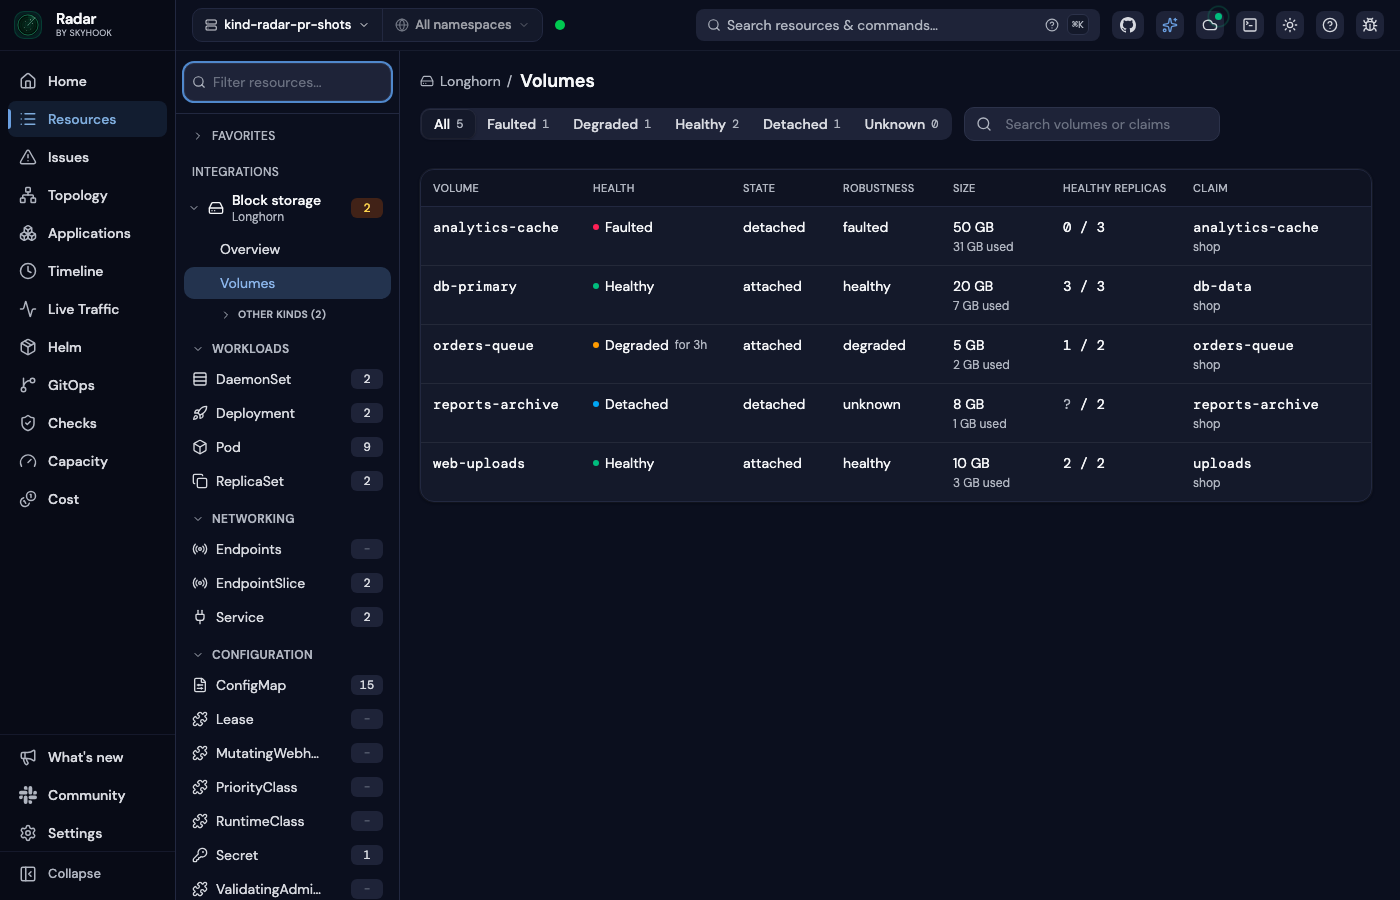 Radar
BY SKYHOOK
kind-radar-pr-shots
All namespaces
Search resources & commands...
⌘K
Home
Resources
Issues
Topology
Applications
Timeline
Live Traffic
Helm
GitOps
Checks
Capacity
Cost
What's new
Community
Settings
Collapse
Filter resources...
FAVORITES
INTEGRATIONS
Block storage
Longhorn
2
Overview
Volumes
OTHER KINDS (2)
WORKLOADS
DaemonSet 2
Deployment 2
Pod 9
ReplicaSet 2
NETWORKING
Endpoints -
EndpointSlice 2
Service 2
CONFIGURATION
ConfigMap 15
Lease -
MutatingWebh... -
PriorityClass -
RuntimeClass -
Secret 1
ValidatingAdmi... -
Longhorn / Volumes
All 5 Faulted 1 Degraded 1 Healthy 2 Detached 1 Unknown 0
Search volumes or claims
VOLUME HEALTH STATE ROBUSTNESS SIZE HEALTHY REPLICAS CLAIM
analytics-cache Faulted detached faulted 50 GB 0 / 3 analytics-cache
31 GB used shop
db-primary Healthy attached healthy 20 GB 3 / 3 db-data
7 GB used shop
orders-queue Degraded for 3h attached degraded 5 GB 1 / 2 orders-queue
2 GB used shop
reports-archive Detached detached unknown 8 GB ? / 2 reports-archive
1 GB used shop
web-uploads Healthy attached healthy 10 GB 2 / 2 uploads
3 GB used shop